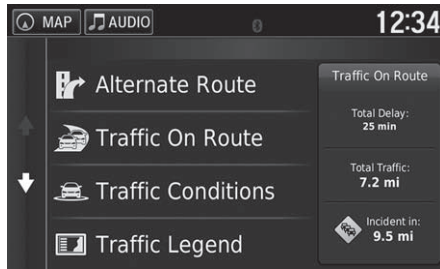 MAP
AUDIO
12:34
Alternate Route
Traffic On Route
Traffic Conditions
Traffic Legend
Traffic On Route
Total Delay:
25 min
Total Traffic:
7.2 mi
Incident in:
9.5 mi